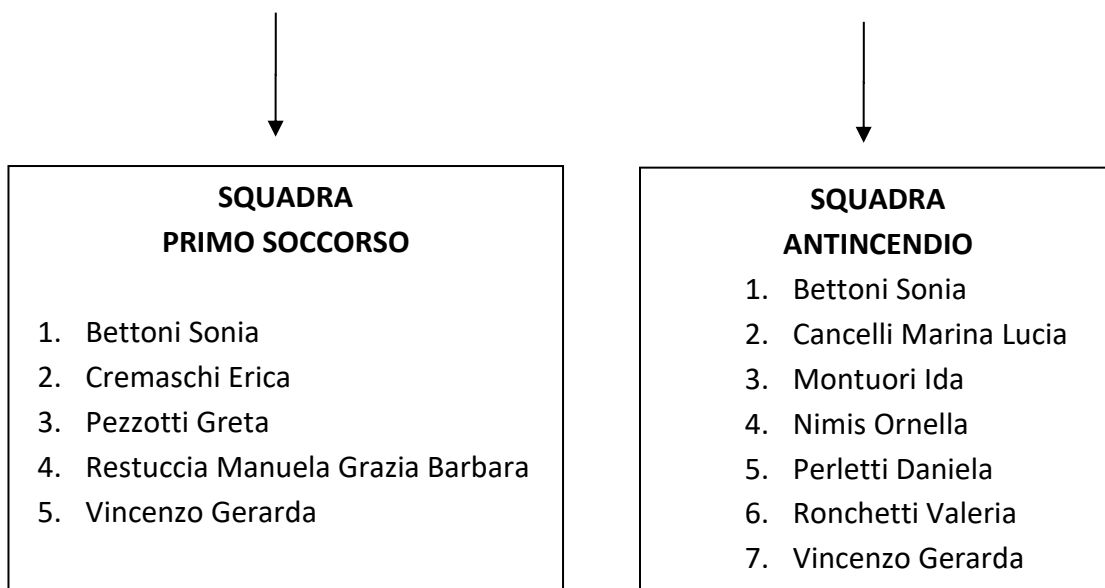 SQUADRA
PRIMO SOCCORSO
1. Bettoni Sonia
2. Cremaschi Erica
3. Pezzotti Greta
4. Restuccia Manuela Grazia Barbara
5. Vincenzo Gerarda
SQUADRA
ANTINCENDIO
1. Bettoni Sonia
2. Cancelli Marina Lucia
3. Montuori Ida
4. Nimis Ornella
5. Perletti Daniela
6. Ronchetti Valeria
7. Vincenzo Gerarda